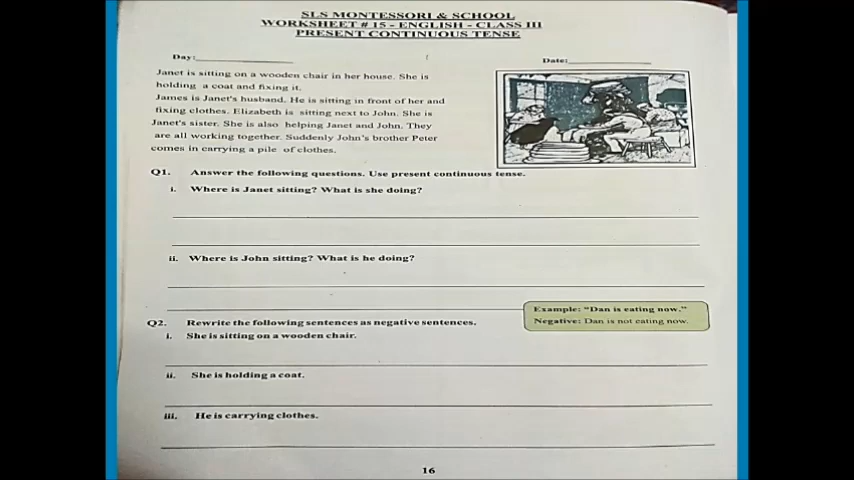 SLS MONTESSORI & SCHOOL
WORKSHEET # 15 - ENGLISH - CLASS III
PRESENT CONTINUOUS TENSE
Day:____________ Date:____________
Janet is sitting on a wooden chair in her house. She is
holding a coat and fixing it.
James is Janet's husband. He is sitting in front of her and
fixing clothes. Elizabeth is sitting next to John. She is
Janet's sister. She is also helping Janet and John. They
are all working together. Suddenly John's brother Peter
comes in carrying a pile of clothes.
Q1. Answer the following questions. Use present continuous tense.
i. Where is Janet sitting? What is she doing?
ii. Where is John sitting? What is he doing?
Example: "Dan is eating now."
Negative: Dan is not eating now.
Q2. Rewrite the following sentences as negative sentences.
i. She is sitting on a wooden chair.
ii. She is holding a coat.
iii. He is carrying clothes.
16